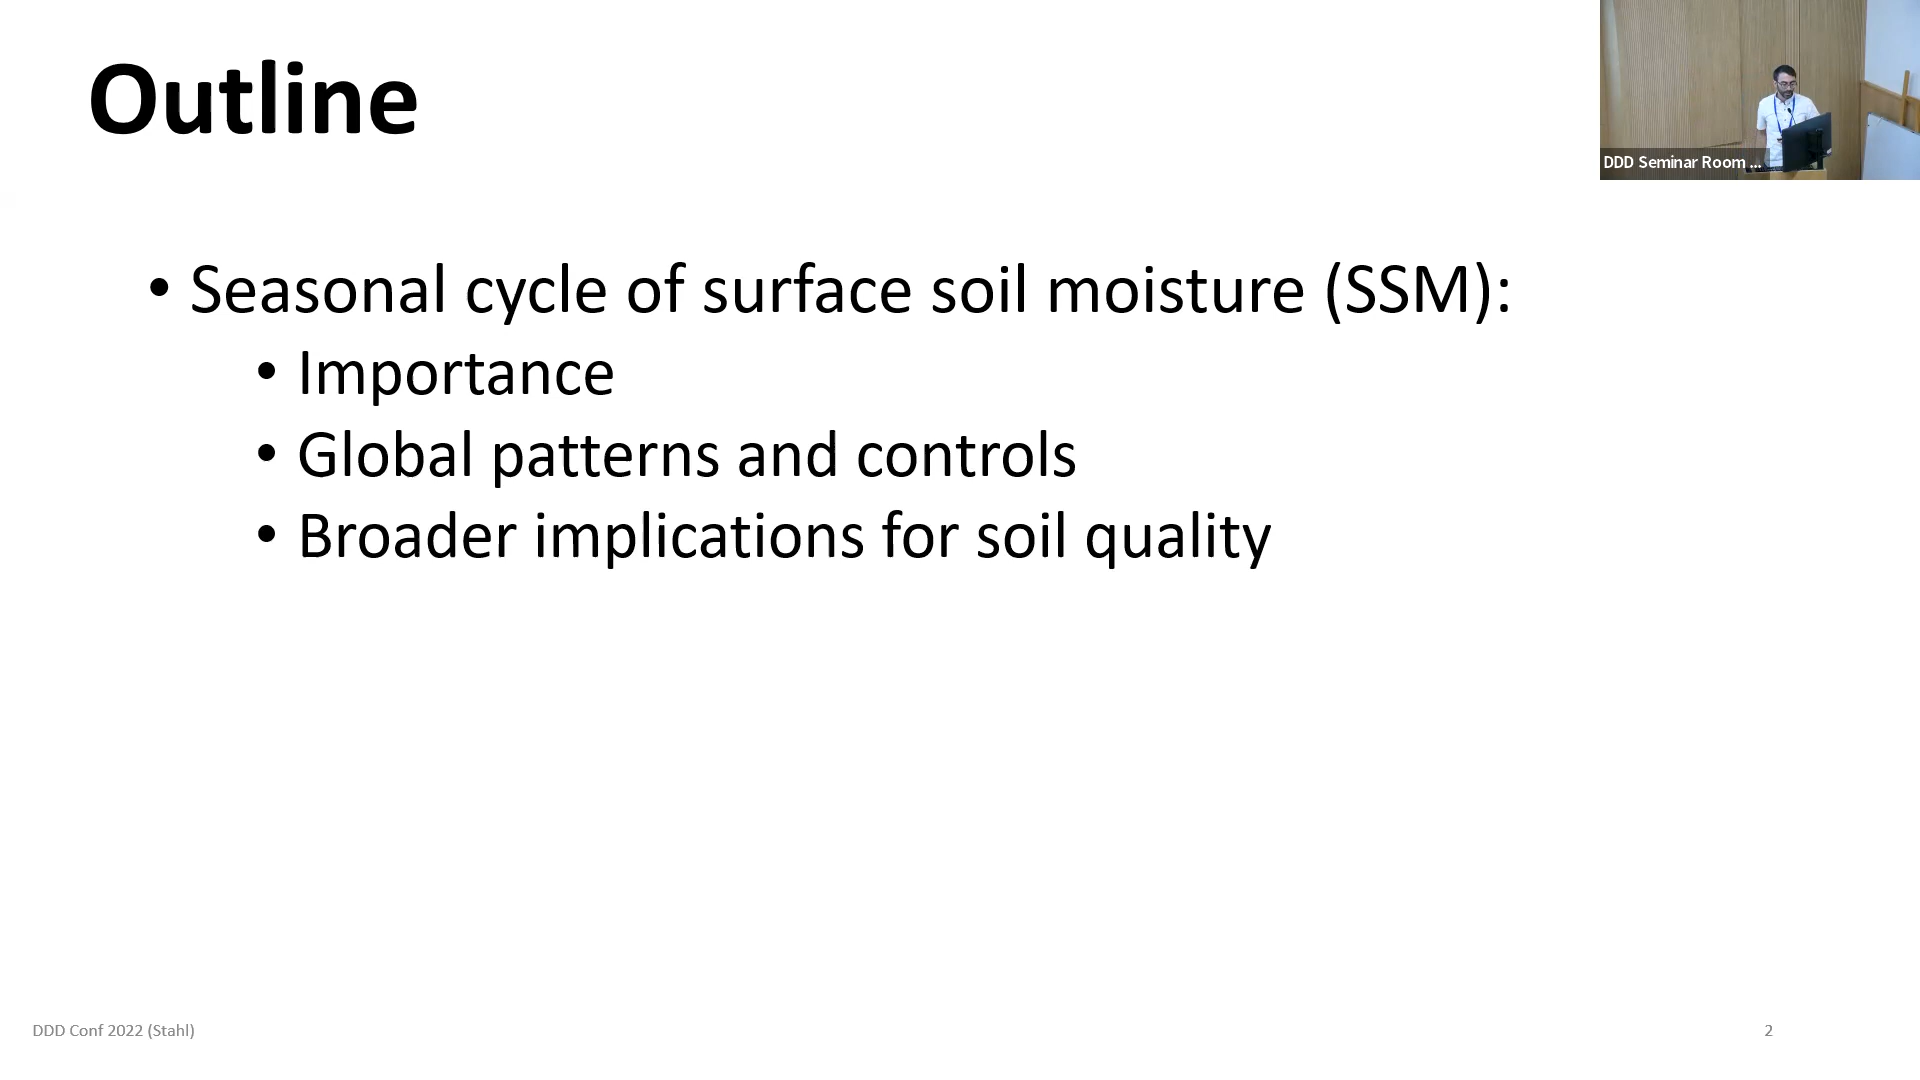 Outline
DDD Seminar Room ...
• Seasonal cycle of surface soil moisture (SSM):
• Importance
• Global patterns and controls
• Broader implications for soil quality
DDD Conf 2022 (Stahl)
2